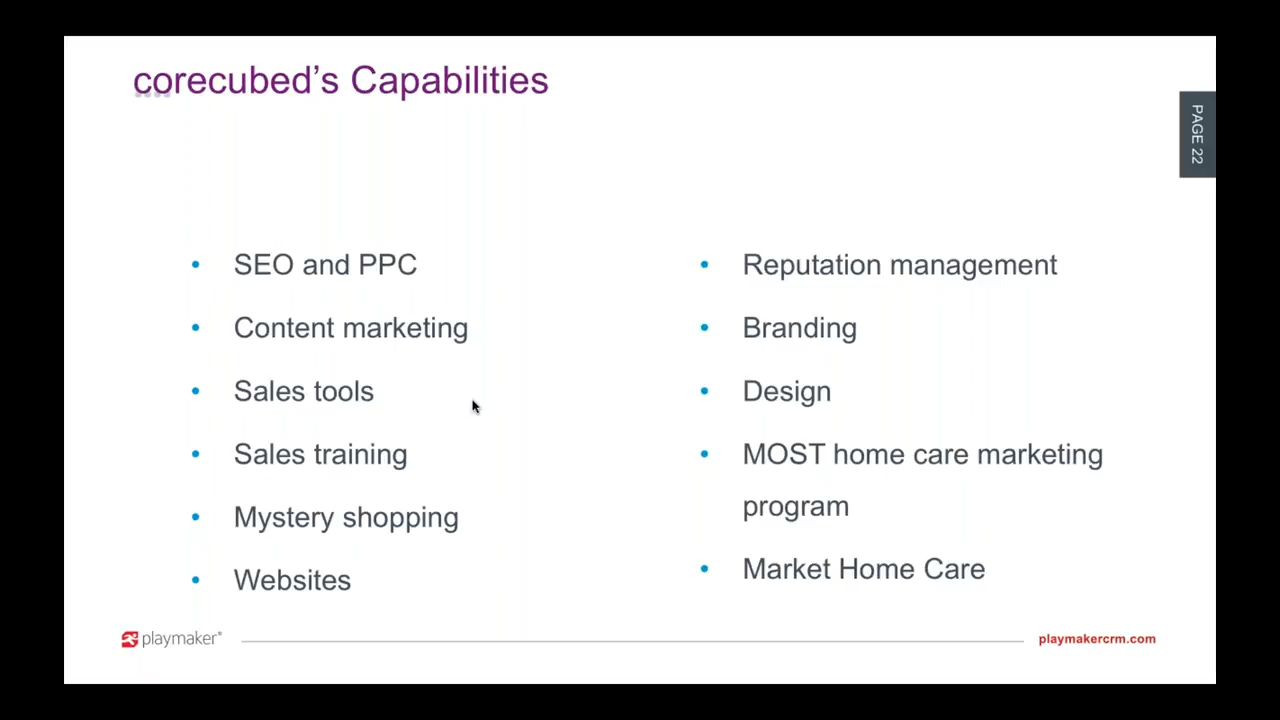 corecubed's Capabilities
PAGE 22
• SEO and PPC
• Content marketing
• Sales tools
• Sales training
• Mystery shopping
• Websites
• Reputation management
• Branding
• Design
• MOST home care marketing
program
• Market Home Care
playmaker®
playmakercrm.com